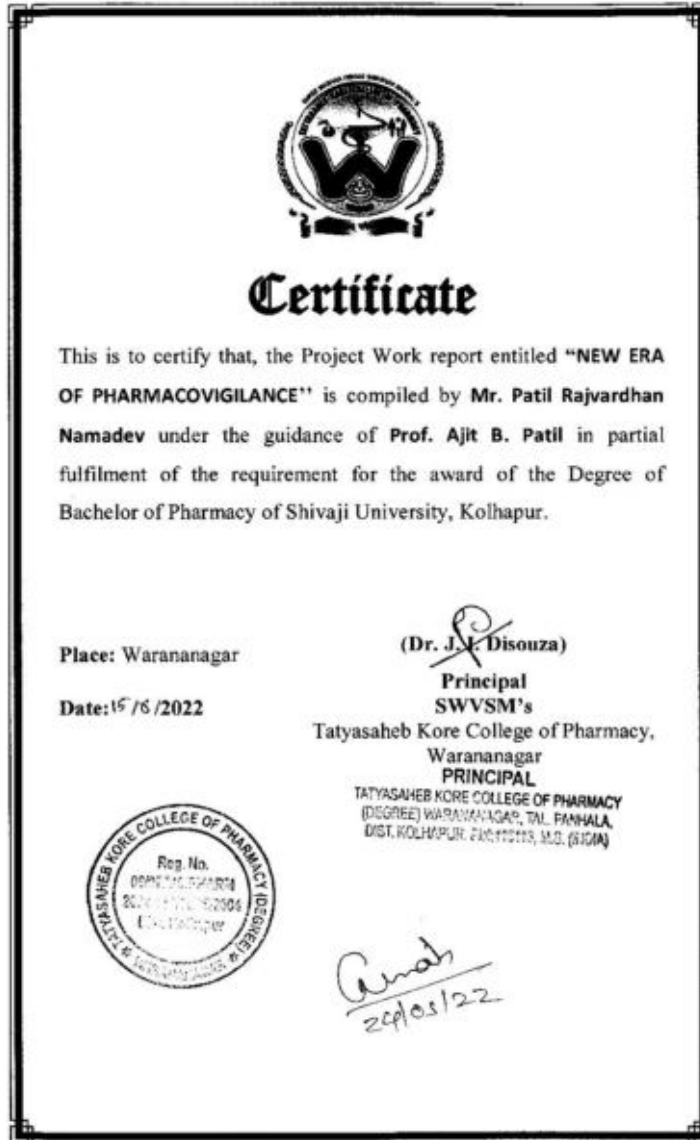 Certificate
This is to certify that, the Project Work report entitled “NEW ERA
OF PHARMACOVIGILANCE’’ is compiled by Mr. Patil Rajvardhan
Namadev under the guidance of Prof. Ajit B. Patil in partial
fulfilment of the requirement for the award of the Degree of
Bachelor of Pharmacy of Shivaji University, Kolhapur.
Place: Warananagar
Date:15/6/2022
(Dr. J. I. Disouza)
Principal
SWVSM's
Tatyasaheb Kore College of Pharmacy,
Warananagar
PRINCIPAL
TATYASAHEB KORE COLLEGE OF PHARMACY
(DEGREE) WARANANAGAR, TAL. PANHALA,
DIST. KOLHAPUR. M.S. (INDIA)
TATYASAHEB KORE COLLEGE OF PHARMACY (DEGREE)
Reg. No.